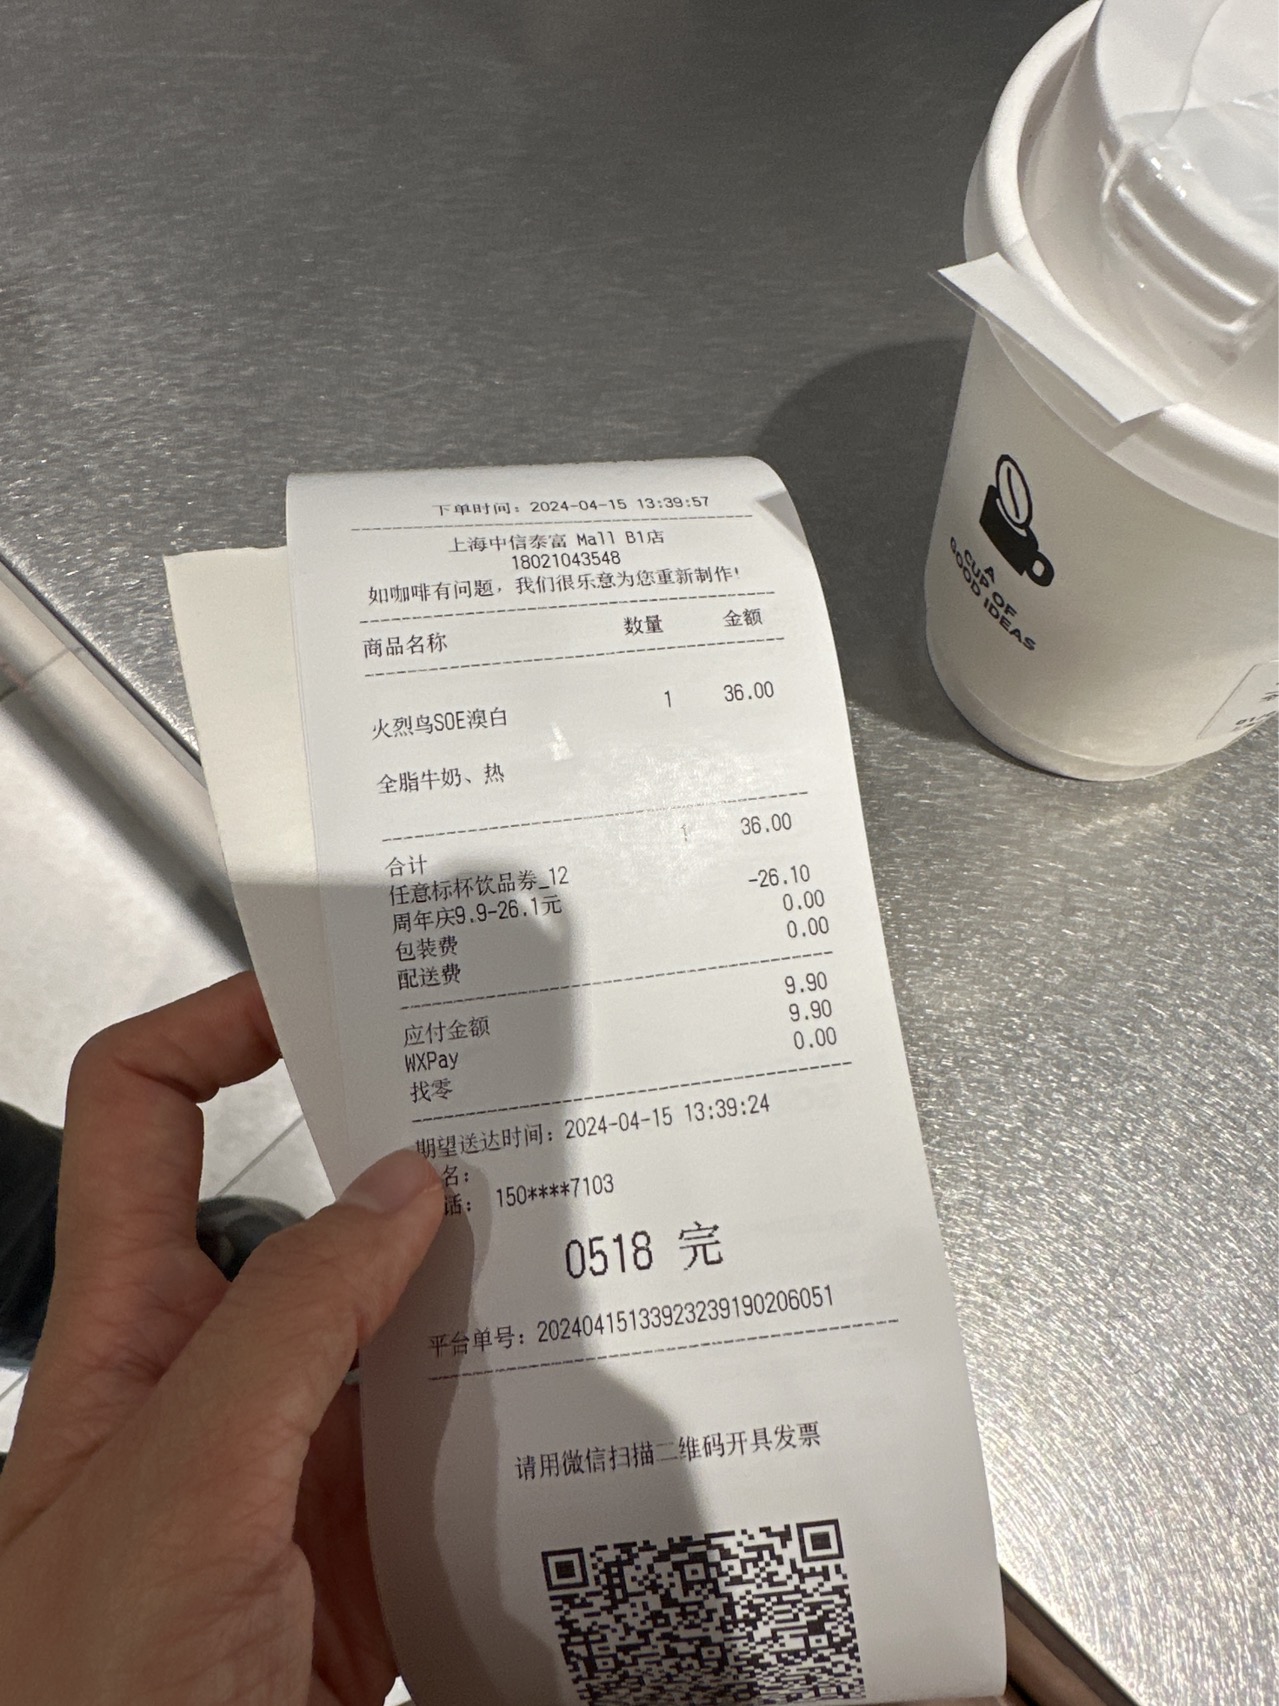 下单时间：2024-04-15 13:39:57
上海中信泰富 Mall B1店
18021043548
如咖啡有问题，我们很乐意为您重新制作！
商品名称 数量 金额
火烈鸟SOE澳白 1 36.00
全脂牛奶、热
合计 1 36.00
任意标杯饮品券_12
周年庆9.9-26.1元 -26.10
包装费 0.00
配送费 0.00
应付金额 9.90
WXPay 9.90
找零 0.00
期望送达时间：2024-04-15 13:39:24
名：
话： 150****7103
0518 完
平台单号：20240415133923239190206051
请用微信扫描二维码开具发票
A
CUP OF
GOOD IDEAS